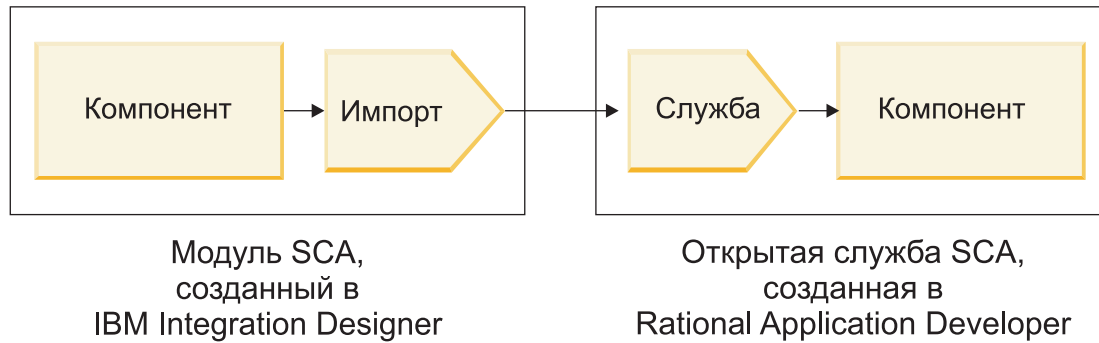 Компонент
Импорт
Служба
Компонент
Модуль SCA,
созданный в
IBM Integration Designer
Открытая служба SCA,
созданная в
Rational Application Developer